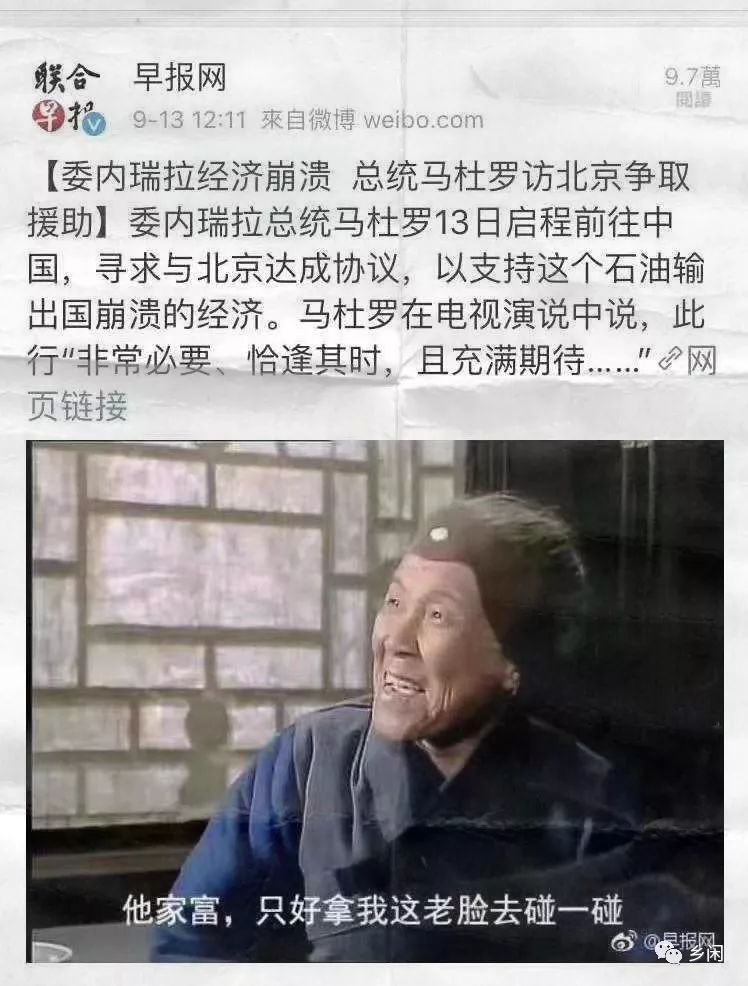 联合
早报
早报网
9.7萬
閱讀
9-13 12:11 來自微博 weibo.com
【委内瑞拉经济崩溃 总统马杜罗访北京争取
援助】委内瑞拉总统马杜罗13日启程前往中
国，寻求与北京达成协议，以支持这个石油输
出国崩溃的经济。马杜罗在电视演说中说，此
行“非常必要、恰逢其时，且充满期待……”网
页链接
他家富，只好拿我这老脸去碰一碰
@早报网
乡闲